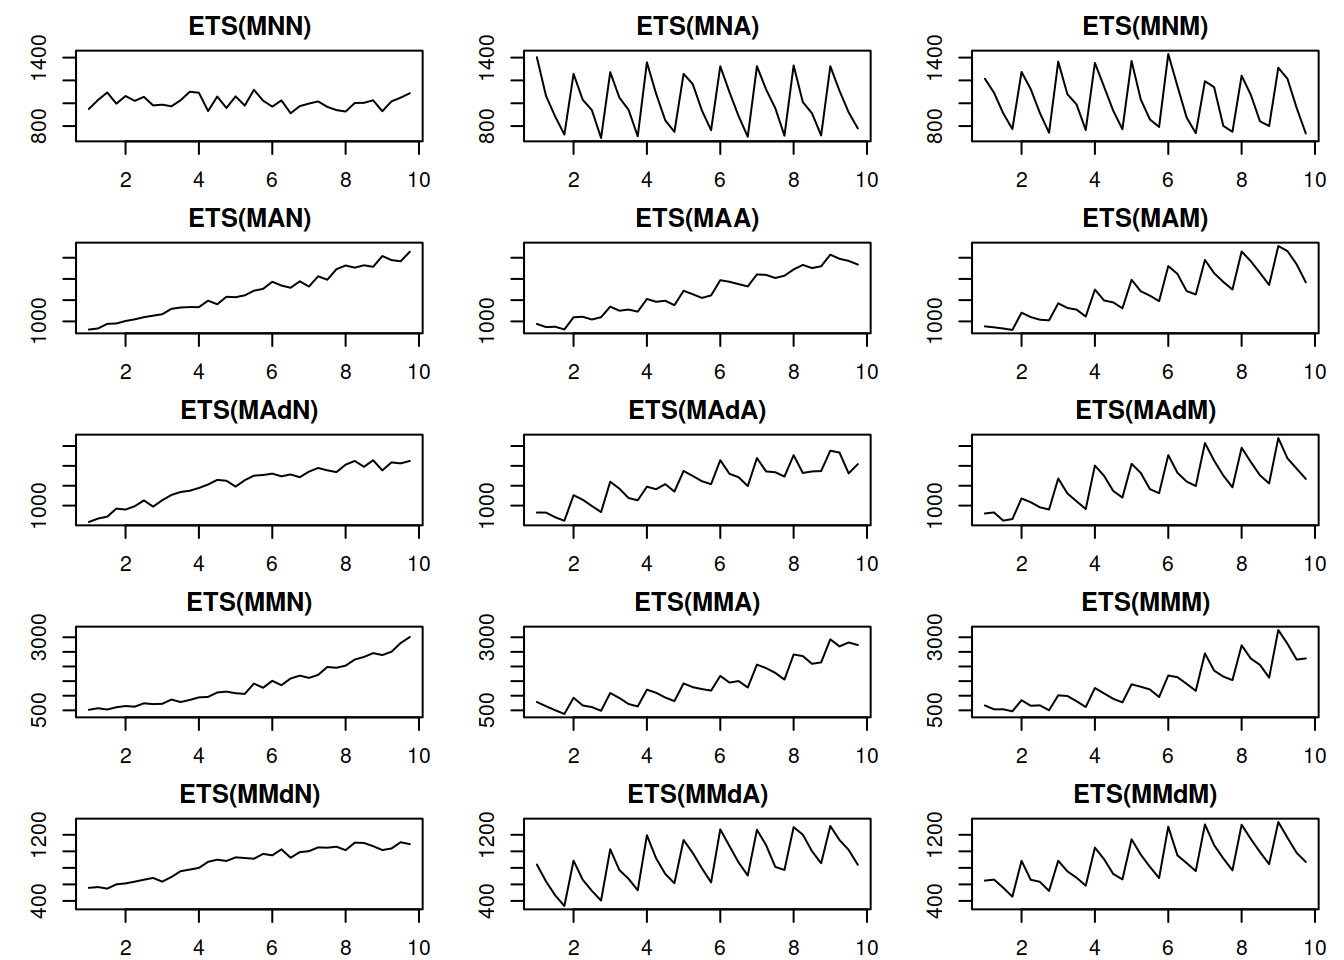 ETS(MNN) ETS(MNA) ETS(MNM)
1400 1400 1400
800 800 800
2 4 6 8 10 2 4 6 8 10 2 4 6 8 10
ETS(MAN) ETS(MAA) ETS(MAM)
1000 1000 1000
2 4 6 8 10 2 4 6 8 10 2 4 6 8 10
ETS(MAdN) ETS(MAdA) ETS(MAdM)
1000 1000 1000
2 4 6 8 10 2 4 6 8 10 2 4 6 8 10
ETS(MMN) ETS(MMA) ETS(MMM)
3000 3000 3000
500 500 500
2 4 6 8 10 2 4 6 8 10 2 4 6 8 10
ETS(MMdN) ETS(MMdA) ETS(MMdM)
1200 1200 1200
400 400 400
2 4 6 8 10 2 4 6 8 10 2 4 6 8 10